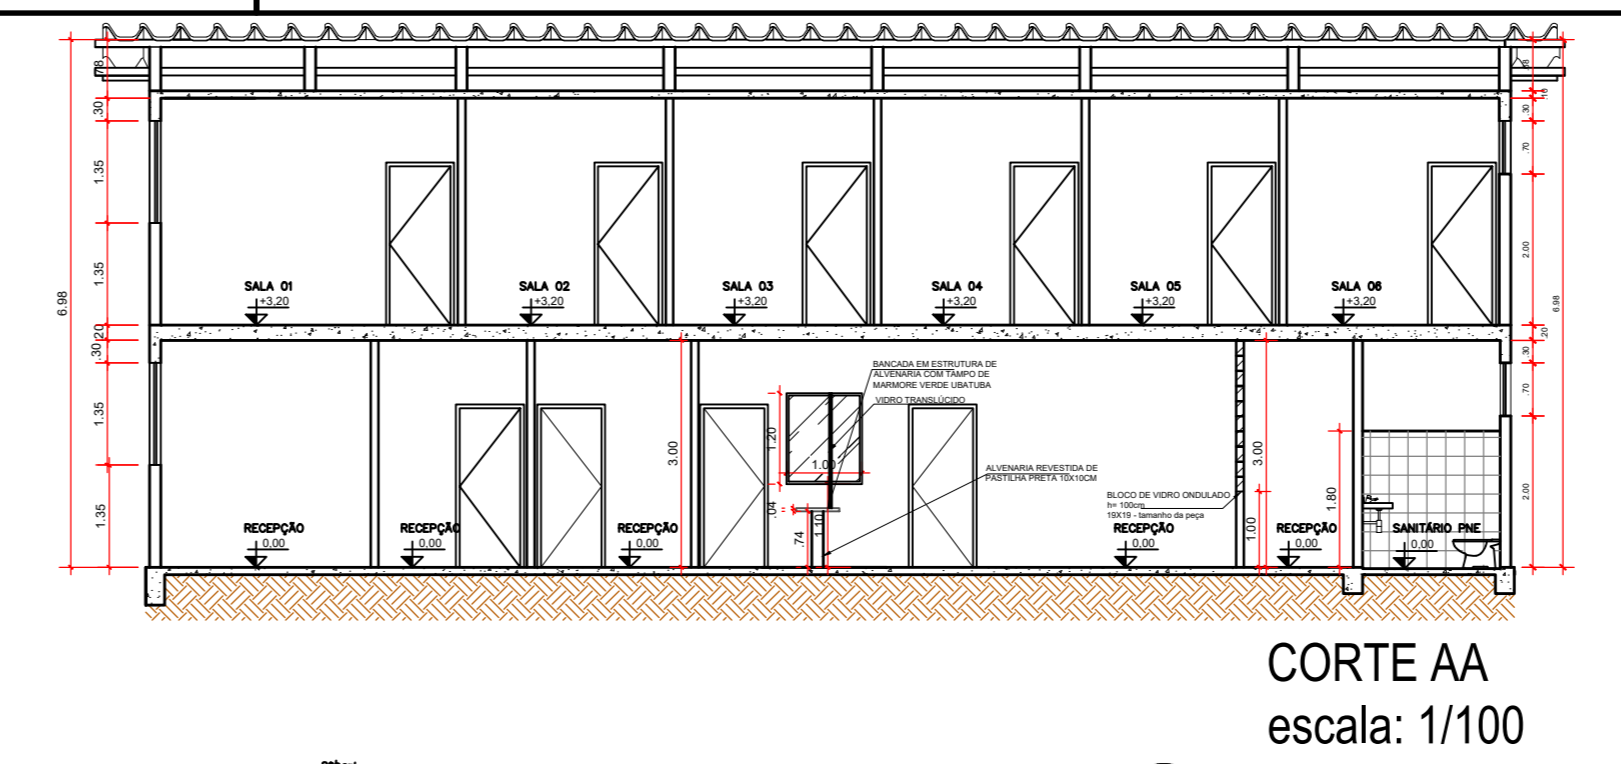 .78
.30
1.35
1.35
6.98
.20
.30
1.35
1.35
SALA 01
+3,20
SALA 02
+3,20
SALA 03
+3,20
SALA 04
+3,20
SALA 05
+3,20
SALA 06
+3,20
.78
.10
.30
.70
2.00
6.98
.20
.30
.70
2.00
BANCADA EM ESTRUTURA DE
ALVENARIA COM TAMPO DE
MARMORE VERDE UBATUBA
VIDRO TRANSLÚCIDO
3.00
1.20
1.00
.04
1.10
.74
ALVENARIA REVESTIDA DE
PASTILHA PRETA 10X10CM
BLOCO DE VIDRO ONDULADO
h= 100cm
19X19 - tamanho da peça
3.00
1.00
1.80
RECEPÇÃO
0,00
RECEPÇÃO
0,00
RECEPÇÃO
0,00
RECEPÇÃO
0,00
RECEPÇÃO
0,00
SANITÁRIO PNE
0,00
CORTE AA
escala: 1/100